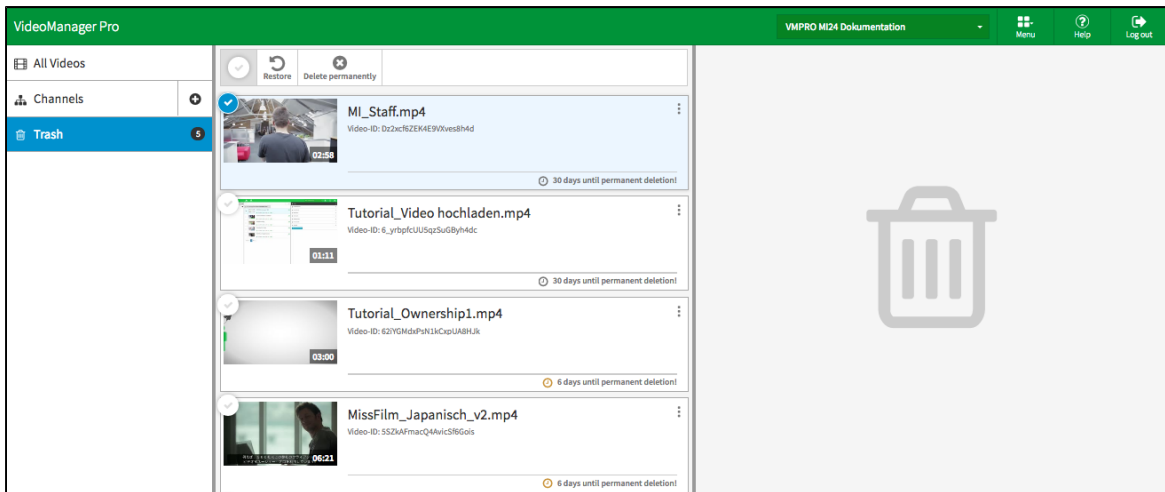 VideoManager Pro
VMPRO MI24 Dokumentation
Menu
Help
Log out
All Videos
Channels
Trash
5
Restore
Delete permanently
MI_Staff.mp4
Video-ID: Dz2xcf6ZEK4E9VXves8h4d
02:58
30 days until permanent deletion!
Tutorial_Video hochladen.mp4
Video-ID: 6_yrbpfcUU5qzSuGByh4dc
01:11
30 days until permanent deletion!
Tutorial_Ownership1.mp4
Video-ID: 62iYGMdxPsN1kCxpUA8HJk
03:00
6 days until permanent deletion!
MissFilm_Japanisch_v2.mp4
Video-ID: 5SZkAFmacQ4AvicSf6Gois
06:21
6 days until permanent deletion!